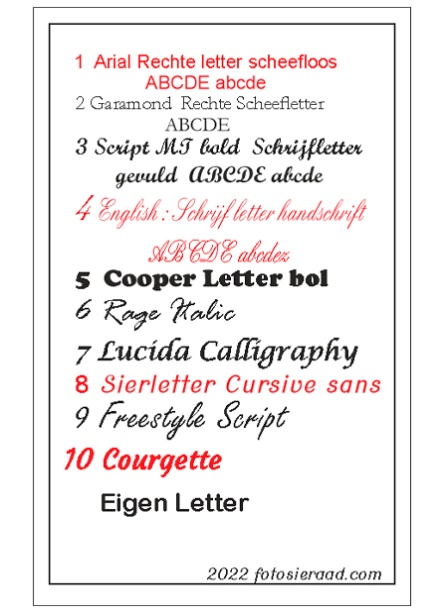 1 Arial Rechte letter scheefloos
ABCDE abcde
2 Garamond Rechte Scheefletter
ABCDE
3 Script MT bold Schrijfletter
gevuld ABCDE abcde
4 English : Schrijf letter handschrift
ABCDE abcdez
5 Cooper Letter bol
6 Rage Italic
7 Lucida Calligraphy
8 Sierletter Cursive sans
9 Freestyle Script
10 Courgette
Eigen Letter
2022 fotosieraad.com